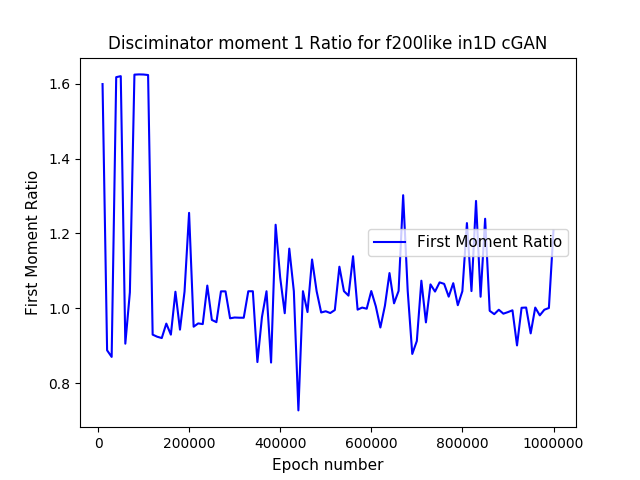 Disciminator moment 1 Ratio for f200like in1D cGAN
First Moment Ratio
1.6
1.4
1.2
1.0
0.8
First Moment Ratio
0 200000 400000 600000 800000 1000000
Epoch number